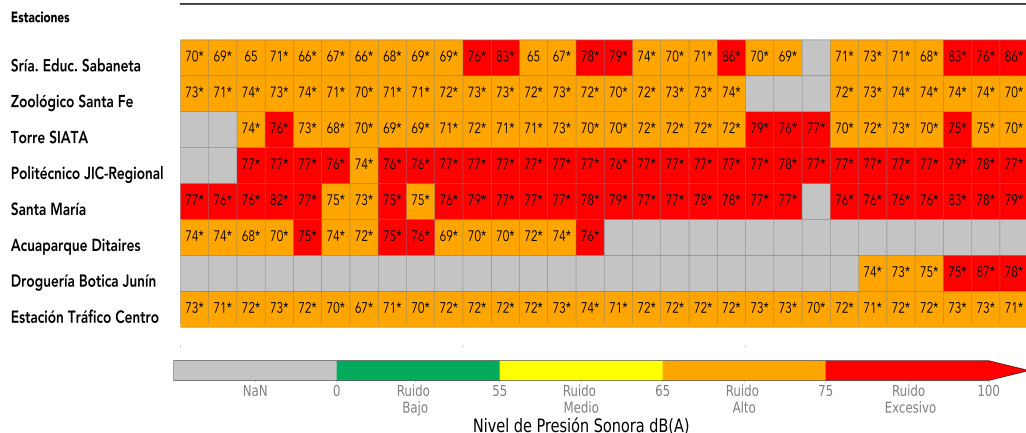 Estaciones
Sría. Educ. Sabaneta 70* 69* 65 71* 66* 67* 66* 68* 69* 69* 76* 83* 65 67* 78* 79* 74* 70* 71* 86* 70* 69* 71* 73* 71* 68* 83* 76* 86*
Zoológico Santa Fe 73* 71* 74* 73* 74* 71* 70* 71* 71* 72* 73* 73* 72* 73* 72* 70* 72* 73* 73* 74* 72* 73* 74* 74* 74* 74* 70*
Torre SIATA 74* 76* 73* 68* 70* 69* 69* 71* 72* 71* 71* 73* 70* 70* 72* 72* 72* 72* 79* 76* 77* 70* 72* 73* 70* 75* 75* 70*
Politécnico JIC-Regional 77* 77* 77* 76* 74* 76* 76* 77* 77* 77* 77* 77* 77* 76* 77* 77* 77* 77* 77* 78* 77* 77* 77* 77* 77* 79* 78* 77*
Santa María 77* 76* 76* 82* 77* 75* 73* 75* 75* 76* 79* 77* 77* 77* 78* 79* 77* 77* 78* 78* 77* 77* 76* 76* 76* 76* 83* 78* 79*
Acuaparque Ditaires 74* 74* 68* 70* 75* 74* 72* 75* 76* 69* 70* 70* 72* 74* 76*
Droguería Botica Junín 74* 73* 75* 75* 87* 78*
Estación Tráfico Centro 73* 71* 72* 73* 72* 70* 67* 71* 70* 72* 72* 72* 72* 73* 74* 71* 72* 72* 72* 72* 73* 73* 70* 72* 71* 72* 72* 73* 73* 71*
NaN 0 Ruido 55 Ruido 65 Ruido 75 Ruido 100
Bajo Medio Alto Excesivo
Nivel de Presión Sonora dB(A)